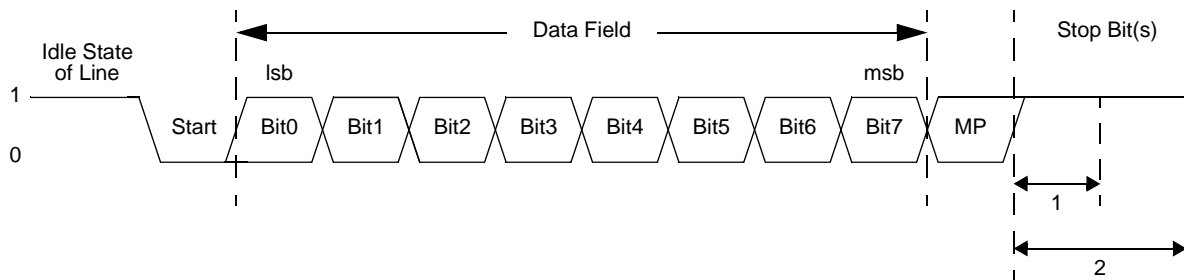 Data Field
Stop Bit(s)
Idle State
of Line
lsb
msb
1
Start
Bit0
Bit1
Bit2
Bit3
Bit4
Bit5
Bit6
Bit7
MP
0
1
2